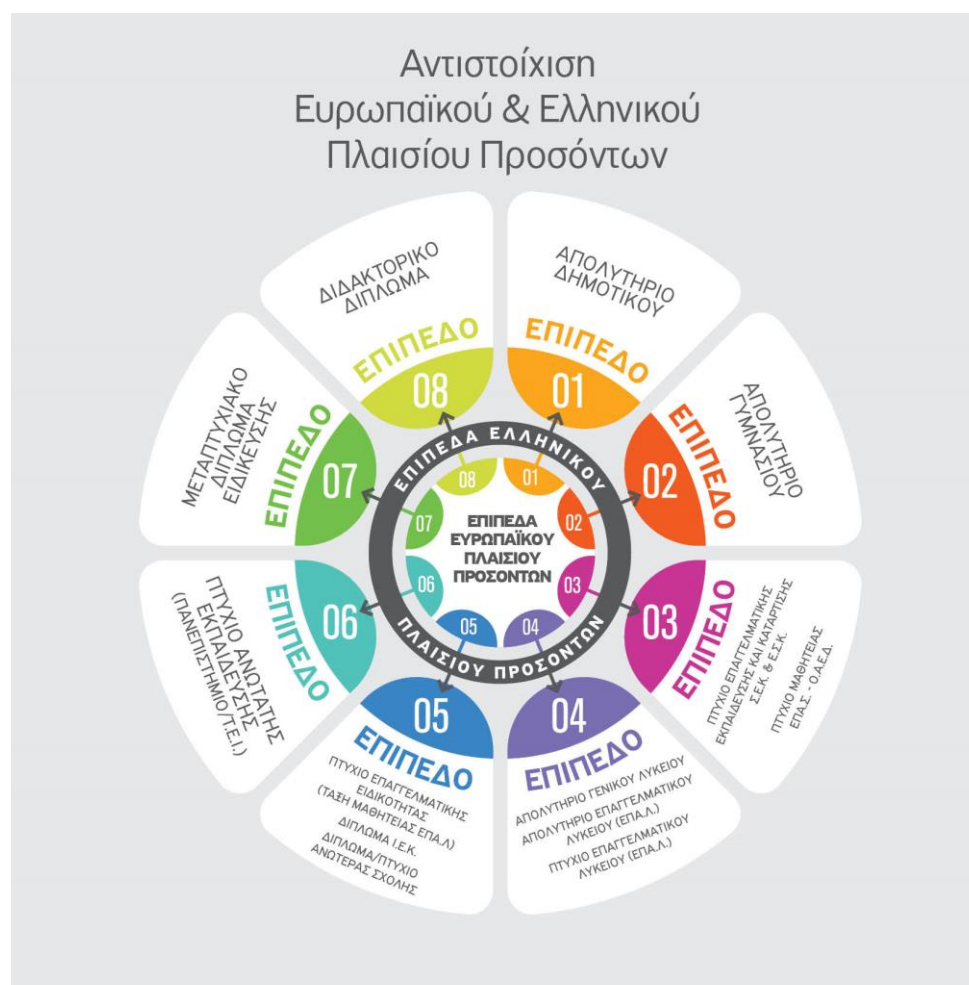 Αντιστοίχιση
Ευρωπαϊκού & Ελληνικού
Πλαισίου Προσόντων
ΑΠΟΛΥΤΗΡΙΟ
ΔΗΜΟΤΙΚΟΥ
ΕΠΙΠΕΔΟ
01
ΑΠΟΛΥΤΗΡΙΟ
ΓΥΜΝΑΣΙΟΥ
ΕΠΙΠΕΔΟ
02
ΕΠΙΠΕΔΟ
03
ΠΤΥΧΙΟ ΕΠΑΓΓΕΛΜΑΤΙΚΗΣ
ΕΚΠΑΙΔΕΥΣΗΣ ΚΑΙ ΚΑΤΑΡΤΙΣΗΣ
Σ.Ε.Κ. & Ε.Σ.Κ.
ΠΤΥΧΙΟ ΜΑΘΗΤΕΙΑΣ
ΕΠΑ.Σ. - Ο.Α.Ε.Δ.
04
ΕΠΙΠΕΔΟ
ΑΠΟΛΥΤΗΡΙΟ ΓΕΝΙΚΟΥ ΛΥΚΕΙΟΥ
ΑΠΟΛΥΤΗΡΙΟ ΕΠΑΓΓΕΛΜΑΤΙΚΟΥ
ΛΥΚΕΙΟΥ (ΕΠΑ.Λ.)
ΠΤΥΧΙΟ ΕΠΑΓΓΕΛΜΑΤΙΚΟΥ
ΛΥΚΕΙΟΥ (ΕΠΑ.Λ.)
05
ΕΠΙΠΕΔΟ
ΠΤΥΧΙΟ ΕΠΑΓΓΕΛΜΑΤΙΚΗΣ
ΕΙΔΙΚΟΤΗΤΑΣ
(ΤΑΞΗ ΜΑΘΗΤΕΙΑΣ ΕΠΑ.Λ)
ΔΙΠΛΩΜΑ Ι.Ε.Κ.
ΔΙΠΛΩΜΑ/ΠΤΥΧΙΟ
ΑΝΩΤΕΡΑΣ ΣΧΟΛΗΣ
06
ΕΠΙΠΕΔΟ
ΠΤΥΧΙΟ ΑΝΩΤΑΤΗΣ
ΕΚΠΑΙΔΕΥΣΗΣ
(ΠΑΝΕΠΙΣΤΗΜΙΟ/Τ.Ε.Ι.)
ΜΕΤΑΠΤΥΧΙΑΚΟ
ΔΙΠΛΩΜΑ
ΕΙΔΙΚΕΥΣΗΣ
ΕΠΙΠΕΔΟ
07
ΔΙΔΑΚΤΟΡΙΚΟ
ΔΙΠΛΩΜΑ
ΕΠΙΠΕΔΟ
08
ΕΠΙΠΕΔΑ ΕΛΛΗΝΙΚΟΥ
ΠΛΑΙΣΙΟΥ ΠΡΟΣΟΝΤΩΝ
01
02
03
04
05
06
07
08
ΕΠΙΠΕΔΑ
ΕΥΡΩΠΑΪΚΟΥ
ΠΛΑΙΣΙΟΥ
ΠΡΟΣΟΝΤΩΝ